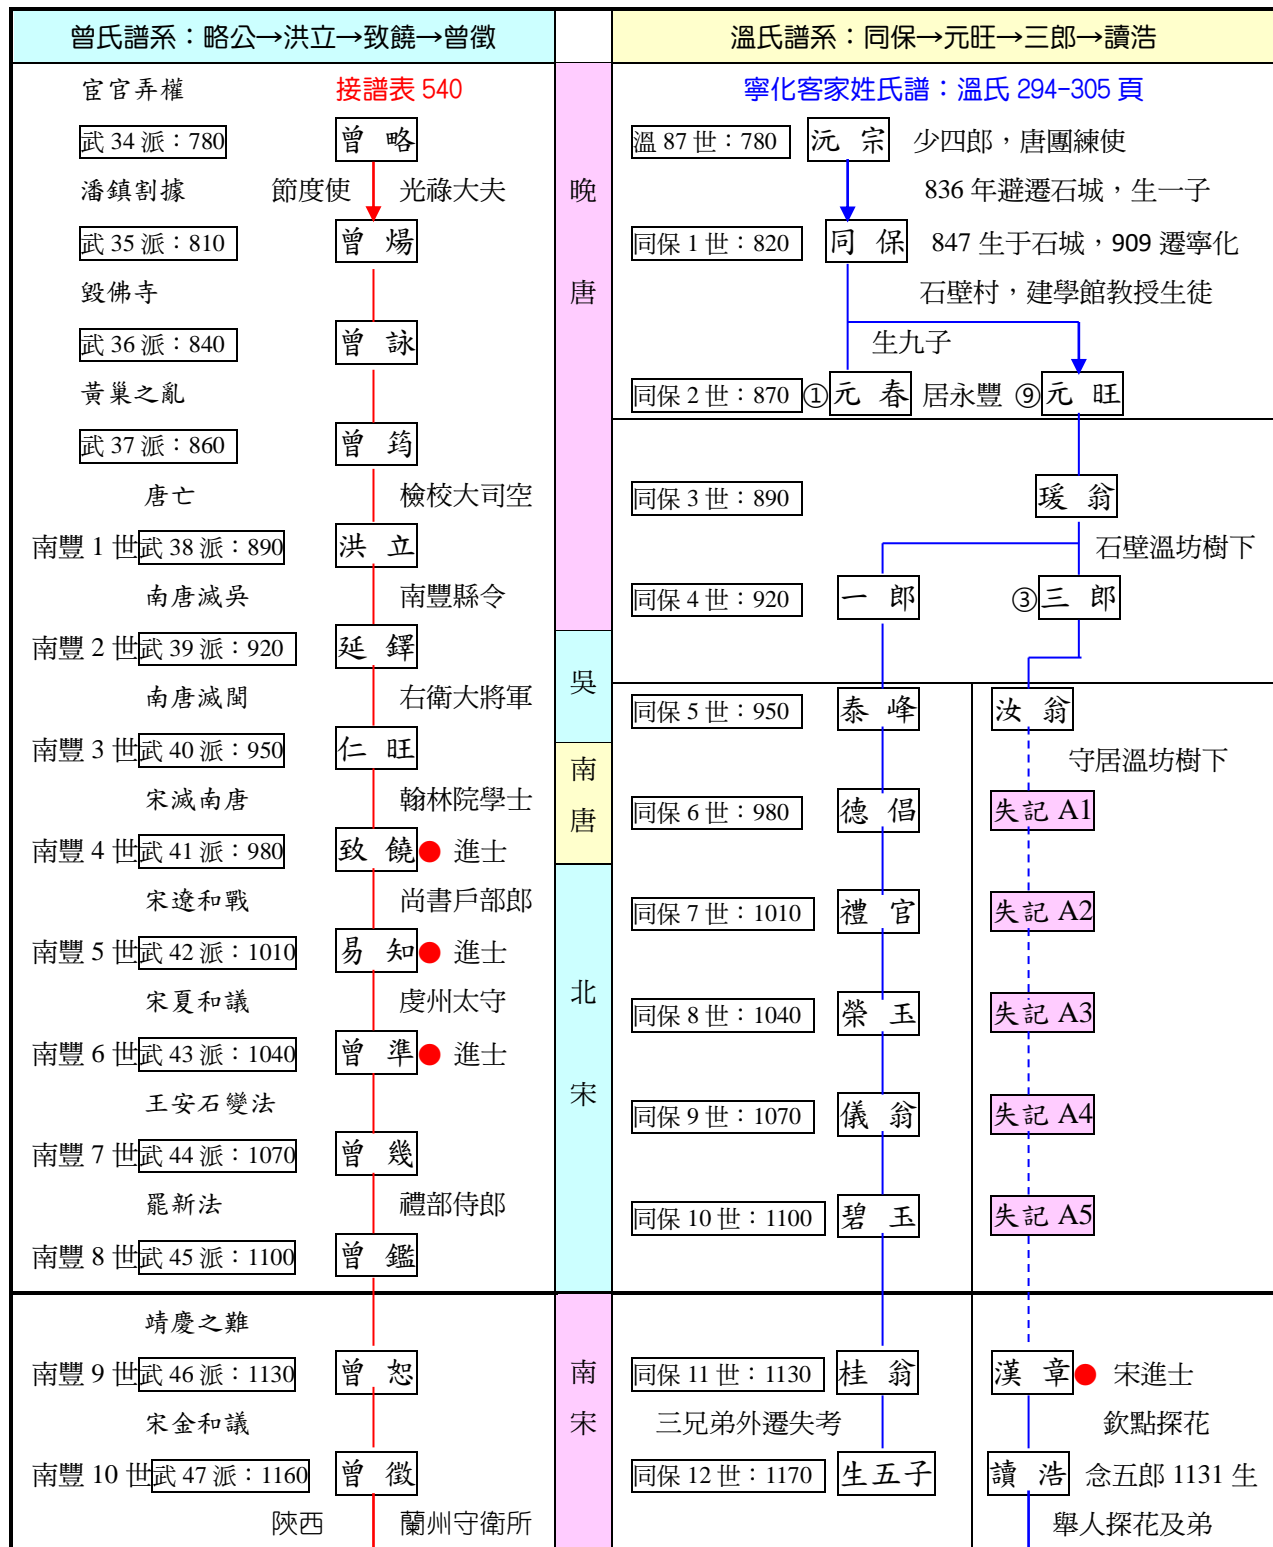 曾氏譜系：略公→洪立→致饒→曾徵
溫氏譜系：同保→元旺→三郎→讀浩
宦官弄權 接譜表 540
寧化客家姓氏譜：溫氏 294-305 頁
武 34 派：780 曾 略
溫 87 世：780 沅 宗 少四郎，唐團練使
潘鎮割據 節度使 光祿大夫
晚
836 年避遷石城，生一子
武 35 派：810 曾 煬
同保 1 世：820 同 保 847 生于石城，909 遷寧化
毀佛寺
唐
石壁村，建學館教授生徒
武 36 派：840 曾 詠
生九子
黃巢之亂
同保 2 世：870 ①元 春 居永豐 ⑨元 旺
武 37 派：860 曾 筠
唐亡 檢校大司空
同保 3 世：890 瑗 翁
南豐 1 世武 38 派：890 洪 立
石壁溫坊樹下
南唐滅吳 南豐縣令
同保 4 世：920 一 郎 ③三 郎
南豐 2 世武 39 派：920 延 鐸
吳
南唐滅閩 右衛大將軍
同保 5 世：950 泰 峰 汝 翁
南豐 3 世武 40 派：950 仁 旺
南
守居溫坊樹下
宋滅南唐 翰林院學士
唐
同保 6 世：980 德 倡 失記 A1
南豐 4 世武 41 派：980 致 饒● 進士
宋遼和戰 尚書戶部郎
同保 7 世：1010 禮 官 失記 A2
南豐 5 世武 42 派：1010 易 知● 進士
宋夏和議 虔州太守
北
同保 8 世：1040 榮 玉 失記 A3
南豐 6 世武 43 派：1040 曾 準● 進士
王安石變法
宋
同保 9 世：1070 儀 翁 失記 A4
南豐 7 世武 44 派：1070 曾 幾
罷新法 禮部侍郎
同保 10 世：1100 碧 玉 失記 A5
南豐 8 世武 45 派：1100 曾 鑑
靖慶之難
南豐 9 世武 46 派：1130 曾 恕
南
同保 11 世：1130 桂 翁 漢 章● 宋進士
宋金和議
宋
三兄弟外遷失考 欽點探花
南豐 10 世武 47 派：1160 曾 徵
同保 12 世：1170 生五子 讀 浩 念五郎 1131 生
陝西 蘭州守衛所
舉人探花及弟